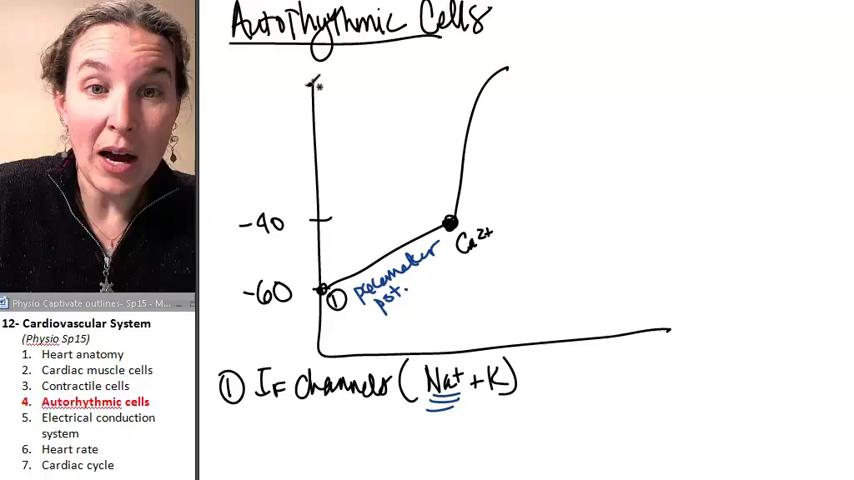 Autorhythmic Cells
-40
Ca2+
-60
①
pacemaker
pot.
① IF channels (Na+ + K)
Physio Captivate outlines- Sp15 - M...
12- Cardiovascular System
(Physio Sp15)
1. Heart anatomy
2. Cardiac muscle cells
3. Contractile cells
4. Autorhythmic cells
5. Electrical conduction
system
6. Heart rate
7. Cardiac cycle